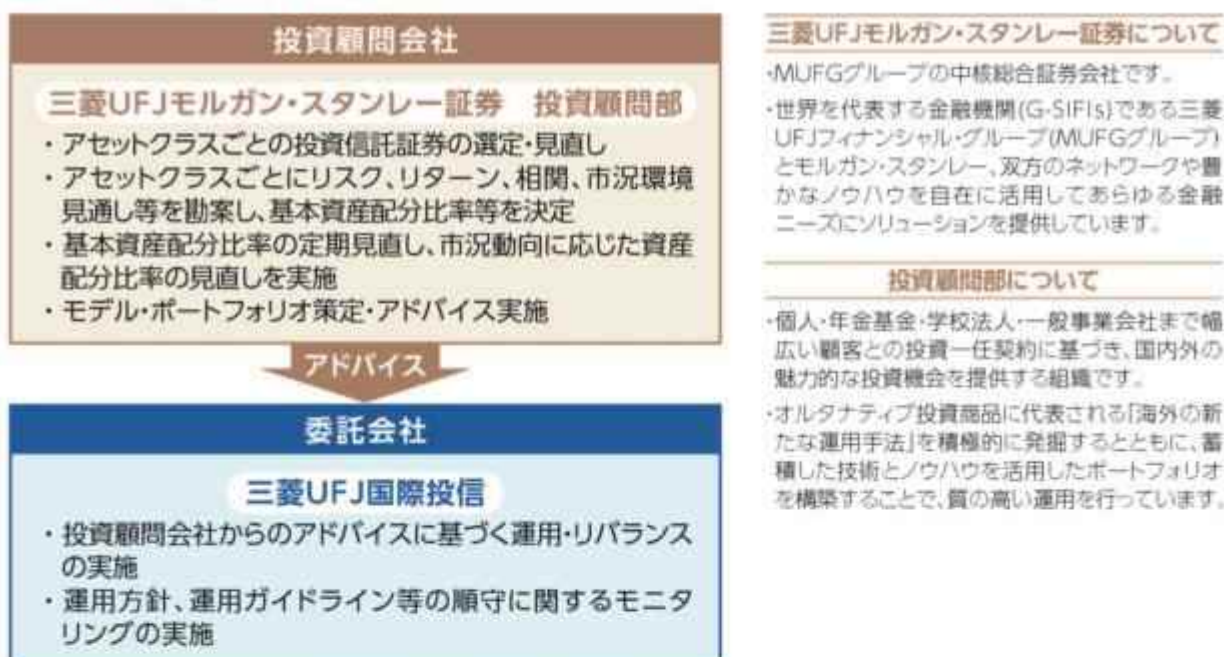 投資顧問会社
三菱UFJモルガン・スタンレー証券　投資顧問部
・アセットクラスごとの投資信託証券の選定・見直し
・アセットクラスごとにリスク、リターン、相関、市況環境
見通し等を勘案し、基本資産配分比率等を決定
・基本資産配分比率の定期見直し、市況動向に応じた資産
配分比率の見直しを実施
・モデル・ポートフォリオ策定・アドバイス実施
アドバイス
委託会社
三菱UFJ国際投信
・投資顧問会社からのアドバイスに基づく運用・リバランス
の実施
・運用方針、運用ガイドライン等の順守に関するモニタ
リングの実施
三菱UFJモルガン・スタンレー証券について
・MUFGグループの中核総合証券会社です。
・世界を代表する金融機関(G-SIFIs)である三菱
UFJフィナンシャル・グループ(MUFGグループ)
とモルガン・スタンレー、双方のネットワークや豊
かなノウハウを自在に活用してあらゆる金融
ニーズにソリューションを提供しています。
投資顧問部について
・個人・年金基金・学校法人・一般事業会社まで幅
広い顧客との投資一任契約に基づき、国内外の
魅力的な投資機会を提供する組織です。
・オルタナティブ投資商品に代表される「海外の新
たな運用手法」を積極的に発掘するとともに、蓄
積した技術とノウハウを活用したポートフォリオ
を構築することで、質の高い運用を行っています。